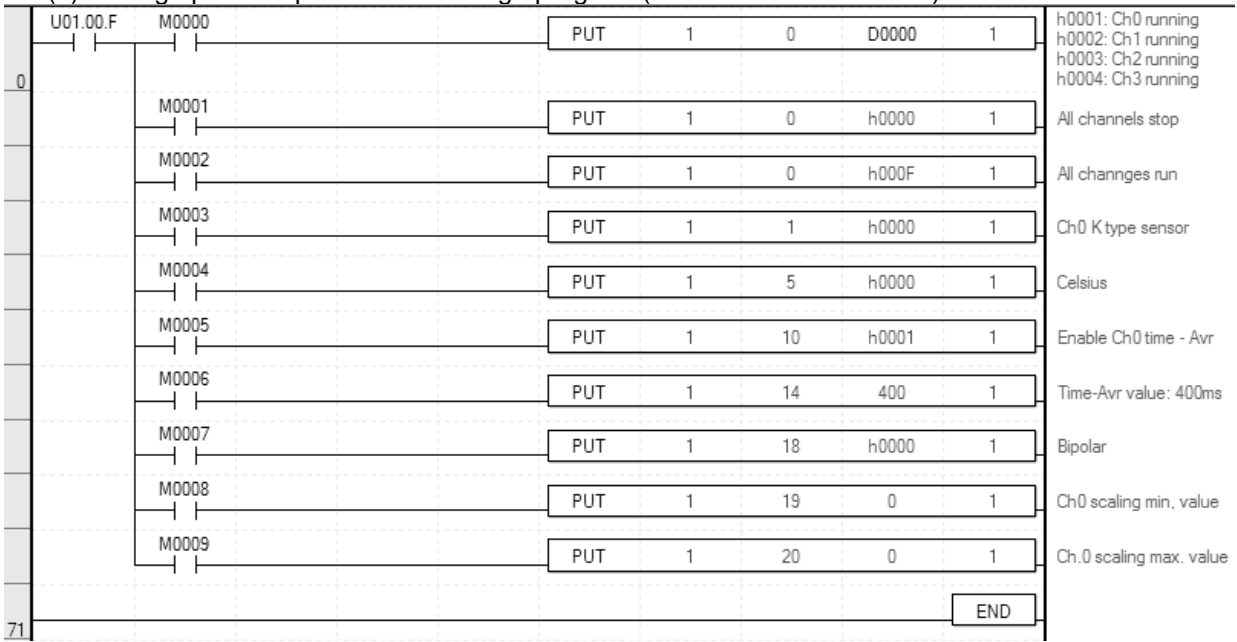 U01.00.F M0000 PUT 1 0 D0000 1 h0001: Ch0 running
h0002: Ch1 running
h0003: Ch2 running
0 h0004: Ch3 running
M0001 PUT 1 0 h0000 1 All channels stop
M0002 PUT 1 0 h000F 1 All channges run
M0003 PUT 1 1 h0000 1 Ch0 K type sensor
M0004 PUT 1 5 h0000 1 Celsius
M0005 PUT 1 10 h0001 1 Enable Ch0 time - Avr
M0006 PUT 1 14 400 1 Time-Avr value: 400ms
M0007 PUT 1 18 h0000 1 Bipolar
M0008 PUT 1 19 0 1 Ch0 scaling min, value
M0009 PUT 1 20 0 1 Ch.0 scaling max. value
END
71